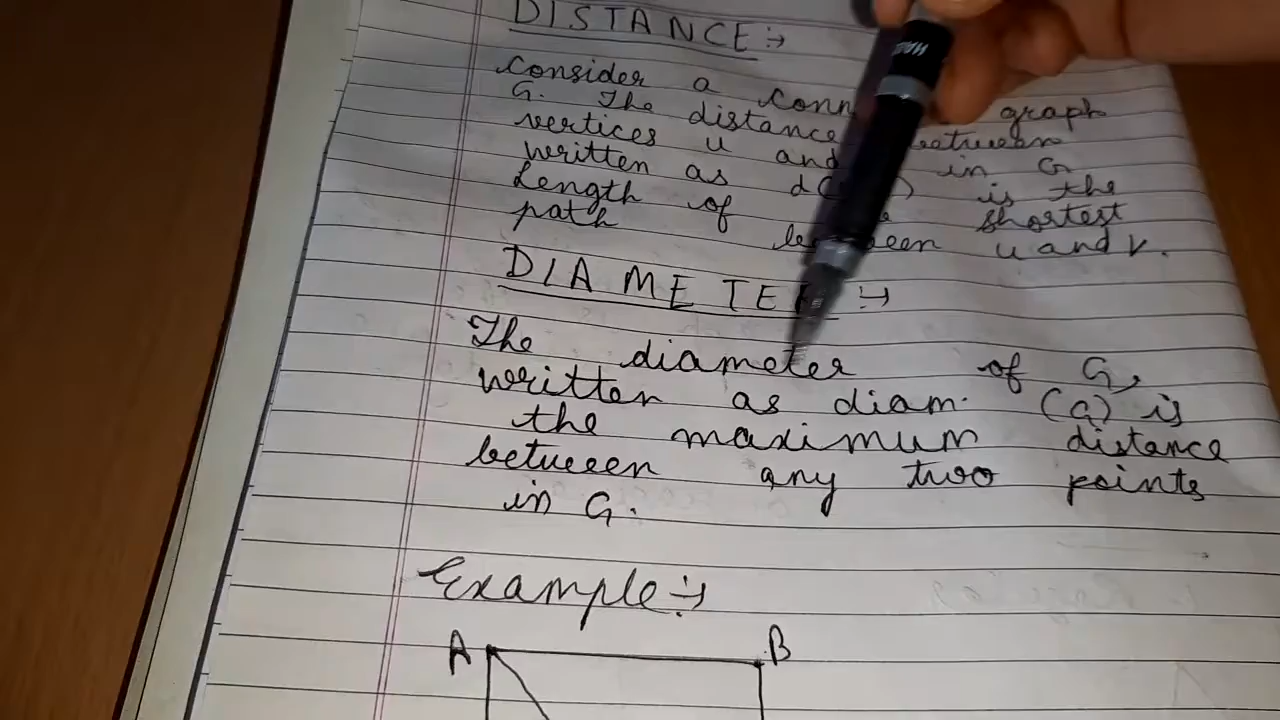 DISTANCE :→
Consider a conn graph
G. The distance between
vertices u and in G
written as d( ) is the
Length of shortest
path between u and v.
DIAMETER :→
The diameter of G,
written as diam. (G) is
the maximum distance
between any two points
in G.
Example :→
A B